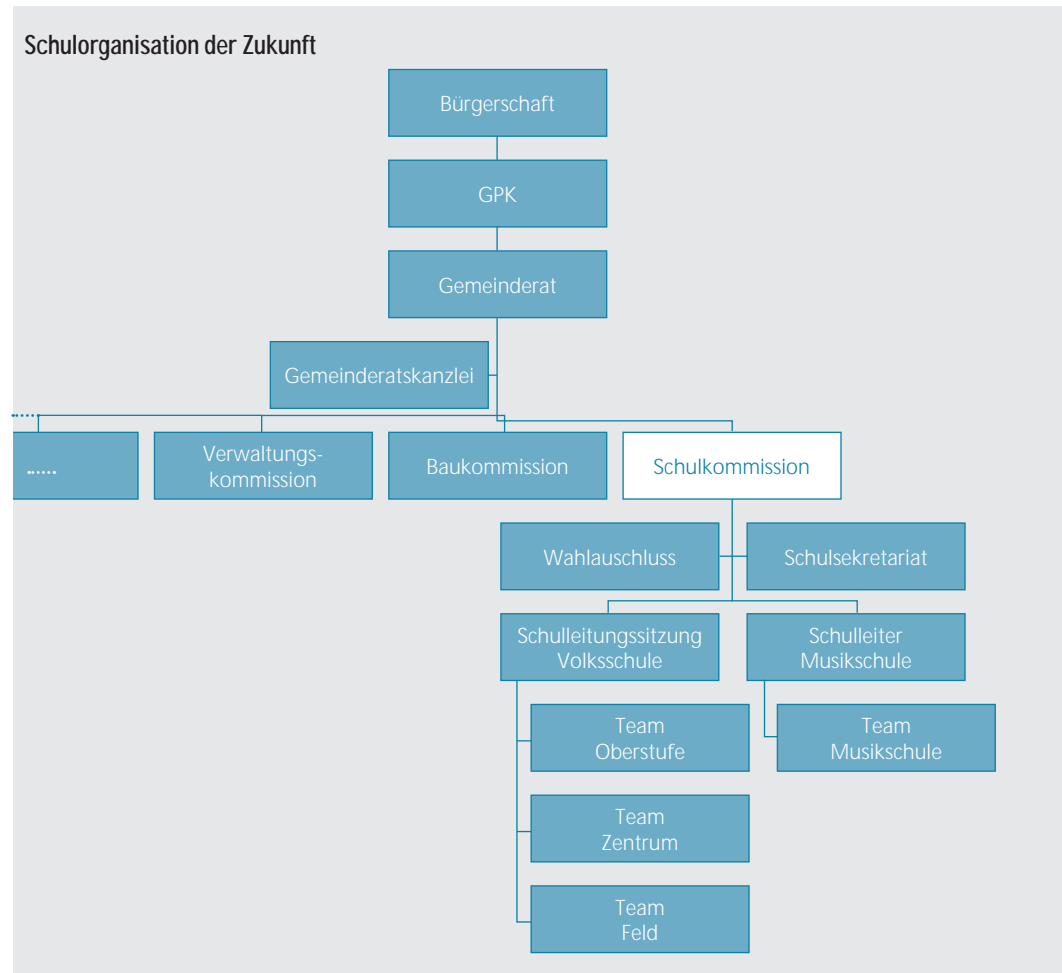 Schulorganisation der Zukunft
Bürgerschaft
GPK
Gemeinderat
Gemeinderatskanzlei
......
Verwaltungs-
kommission
Baukommission
Schulkommission
Wahlauschluss
Schulsekretariat
Schulleitungssitzung
Volksschule
Schulleiter
Musikschule
Team
Oberstufe
Team
Musikschule
Team
Zentrum
Team
Feld